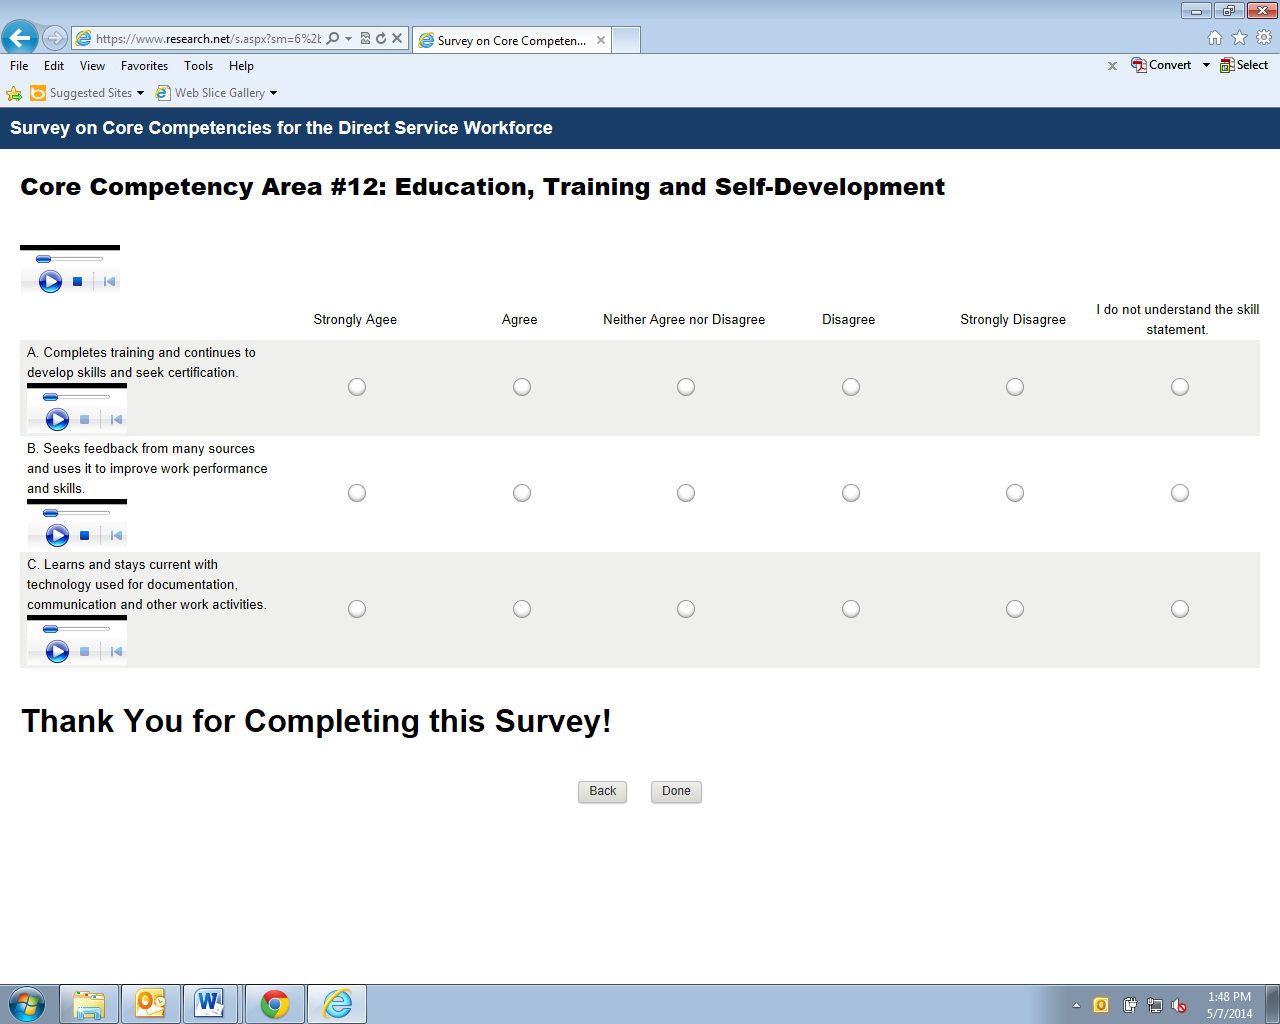 https://www.research.net/s.aspx?sm=6%2
Survey on Core Competen...
File Edit View Favorites Tools Help
Convert Select
Suggested Sites Web Slice Gallery
Survey on Core Competencies for the Direct Service Workforce
Core Competency Area #12: Education, Training and Self-Development
Strongly Agee Agree Neither Agree nor Disagree Disagree Strongly Disagree I do not understand the skill
statement.
A. Completes training and continues to
develop skills and seek certification.
B. Seeks feedback from many sources
and uses it to improve work performance
and skills.
C. Learns and stays current with
technology used for documentation,
communication and other work activities.
Thank You for Completing this Survey!
Back Done
1:48 PM
5/7/2014